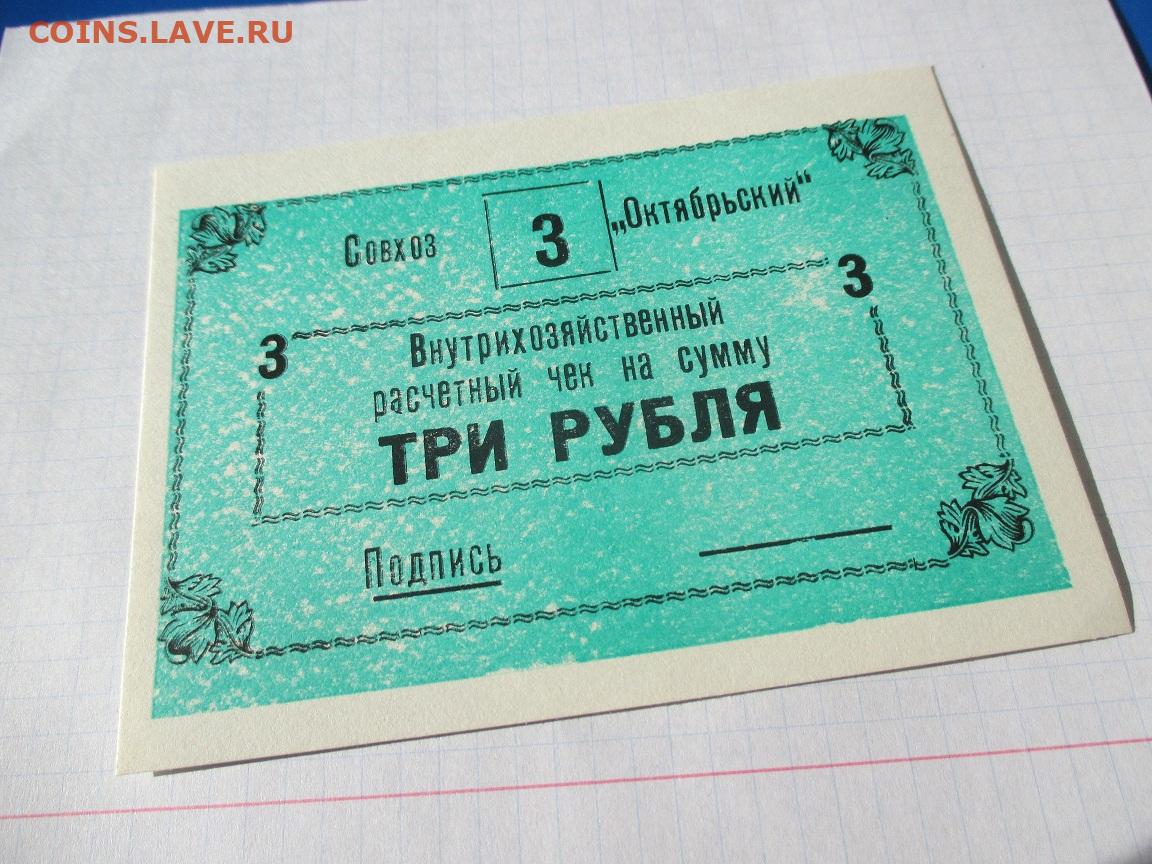 COINS.LAVE.RU
Совхоз 3 „Октябрьский“
3 3
Внутрихозяйственный
расчетный чек на сумму
ТРИ РУБЛЯ
Подпись